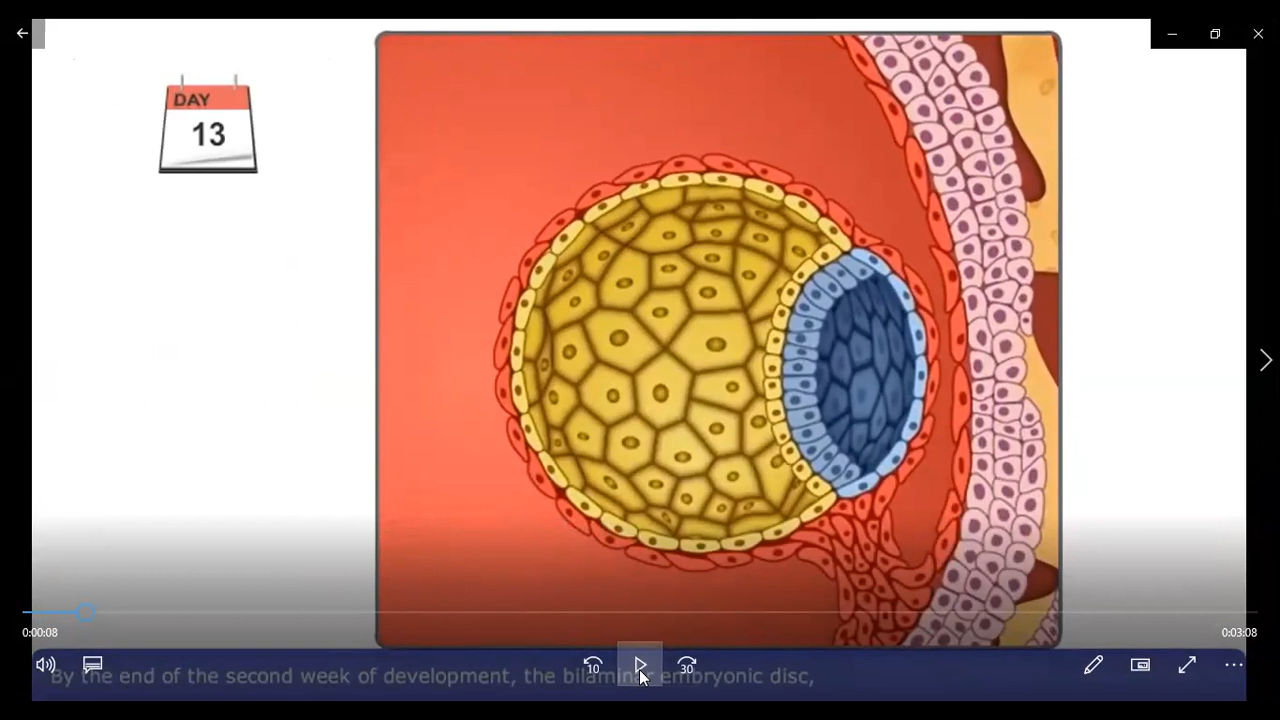 DAY
13
0:00:08
0:03:08
10
30
By the end of the second week of development, the bilaminar embryonic disc,